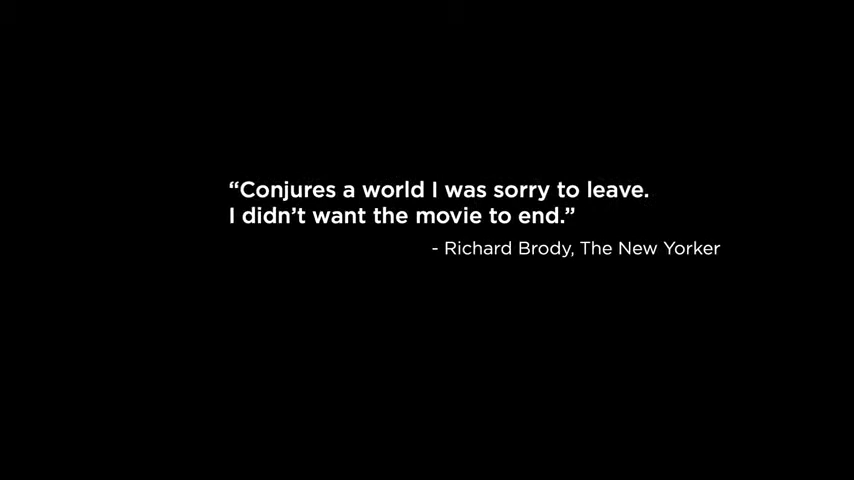 “Conjures a world I was sorry to leave.
I didn’t want the movie to end.”
- Richard Brody, The New Yorker